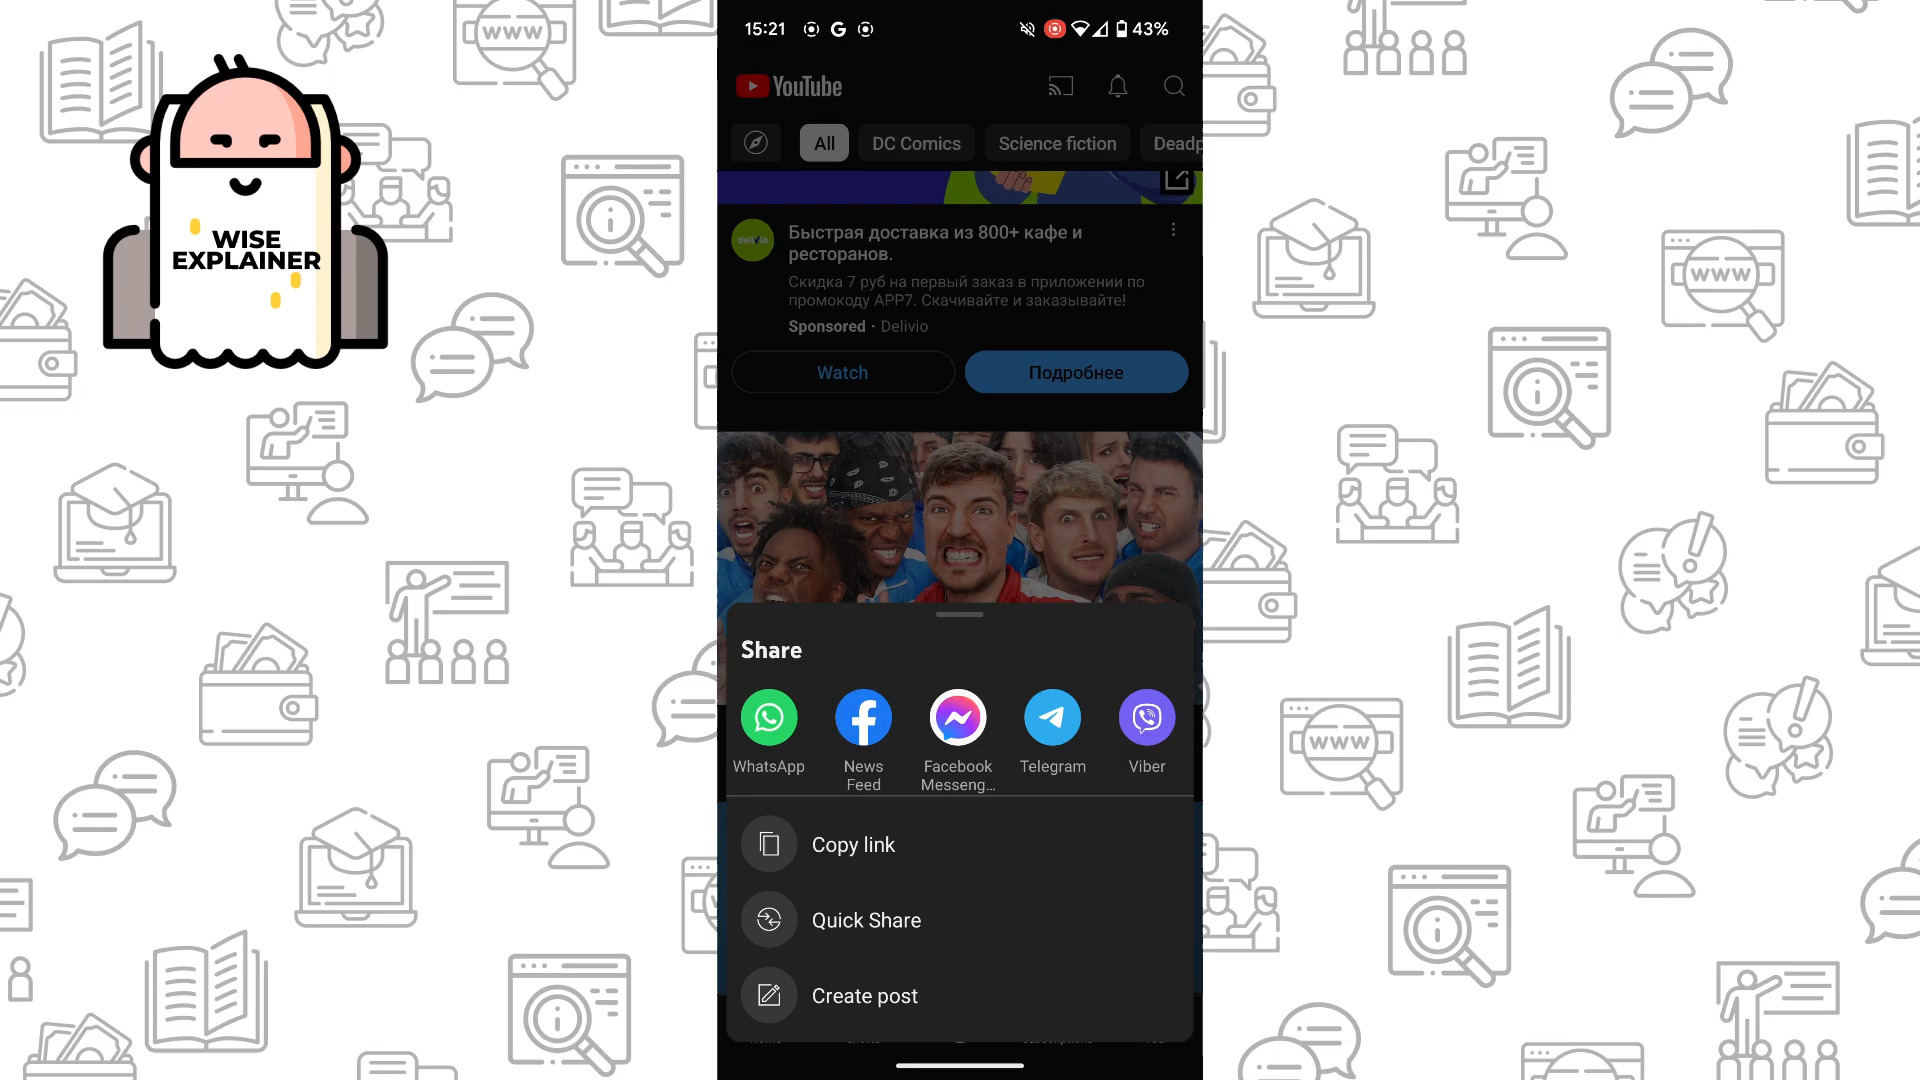 WISE
EXPLAINER
15:21
43%
YouTube
All
DC Comics
Science fiction
Deadp
delivio
Быстрая доставка из 800+ кафе и
ресторанов.
Скидка 7 руб на первый заказ в приложении по
промокоду APP7. Скачивайте и заказывайте!
Sponsored · Delivio
Watch
Подробнее
Share
WhatsApp
News
Feed
Facebook
Messeng...
Telegram
Viber
Copy link
Quick Share
Create post
WWW
WWW
WWW